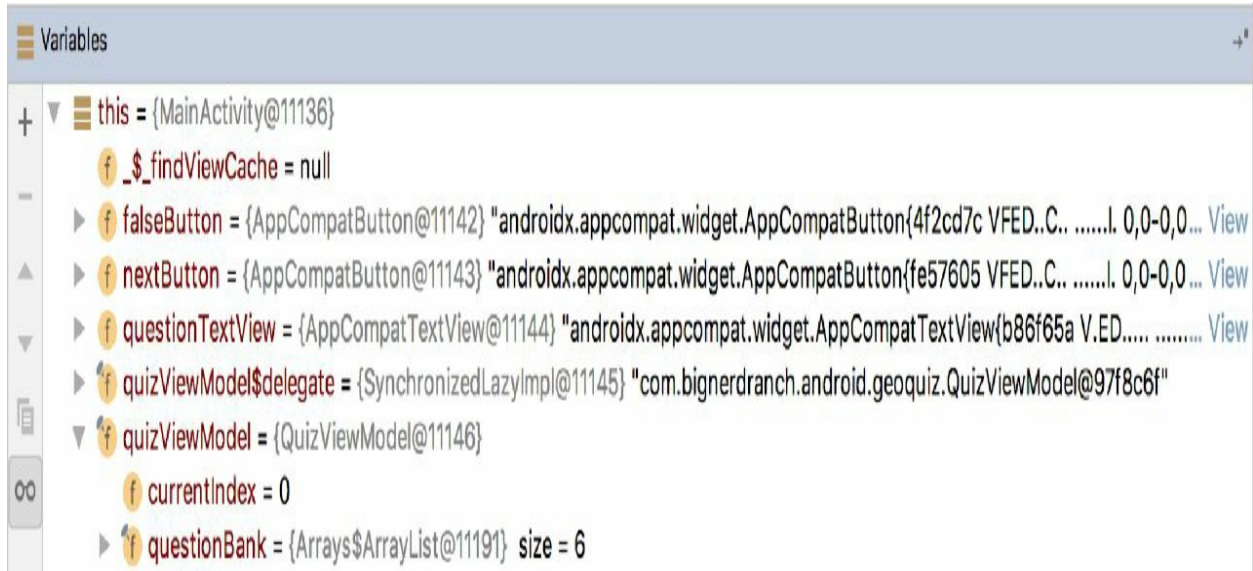 Variables
this = {MainActivity@11136}
f _$_findViewCache = null
f falseButton = {AppCompatButton@11142} "androidx.appcompat.widget.AppCompatButton{4f2cd7c VFED..C.. ......I. 0,0-0,0... View
f nextButton = {AppCompatButton@11143} "androidx.appcompat.widget.AppCompatButton{fe57605 VFED..C.. ......I. 0,0-0,0... View
f questionTextView = {AppCompatTextView@11144} "androidx.appcompat.widget.AppCompatTextView{b86f65a V.ED..... ......... View
f quizViewModel$delegate = {SynchronizedLazyImpl@11145} "com.bignerdranch.android.geoquiz.QuizViewModel@97f8c6f"
f quizViewModel = {QuizViewModel@11146}
f currentIndex = 0
f questionBank = {Arrays$ArrayList@11191} size = 6